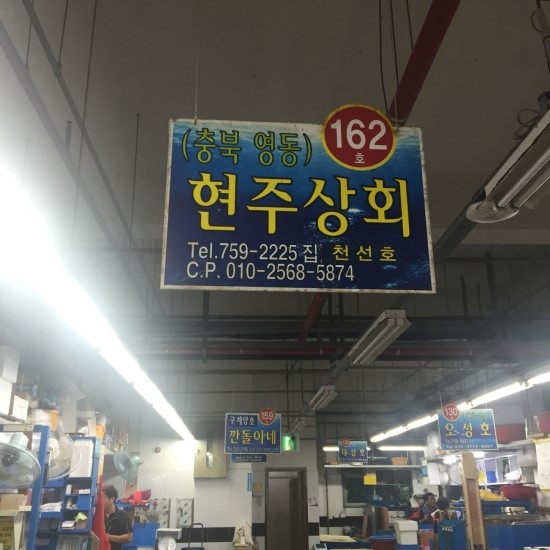 (충북 영동)
162
호
현주상회
Tel.759-2225 집, 천선호
C.P. 010-2568-5874
159
깐돌아네
130
오성호